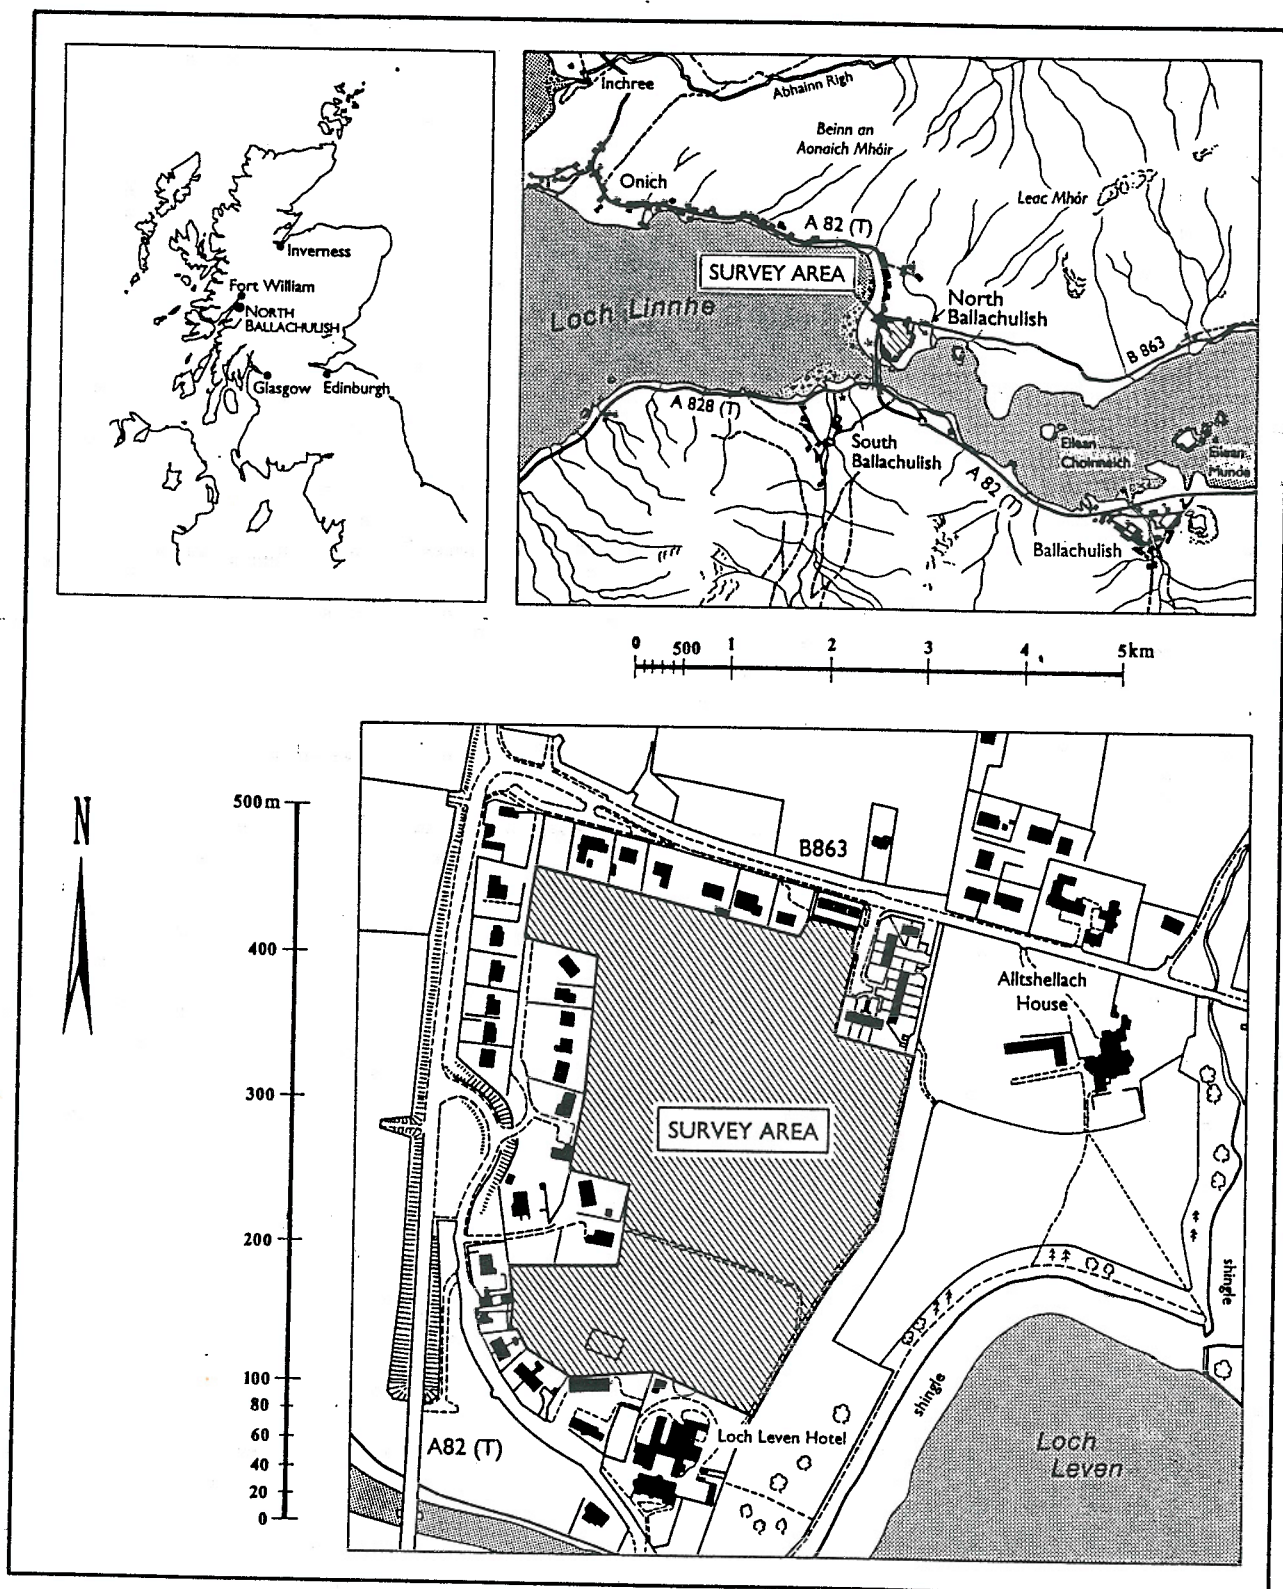 Inverness
Fort William
NORTH
BALLACHULISH
Glasgow
Edinburgh
Inchree
Abhainn Righ
Beinn an
Aonaich Mhóir
Onich
Leac Mhór
A 82 (T)
SURVEY AREA
Loch Linnhe
North
Ballachulish
B 863
A 828 (T)
South
Ballachulish
A 82 (T)
Eilean
Choinneich
Eilean
Munde
Ballachulish
0 500 1 2 3 4 5km
N
500m
400
300
200
100
80
60
40
20
0
B863
Alltshellach
House
SURVEY AREA
shingle
shingle
Loch Leven Hotel
A82 (T)
Loch
Leven